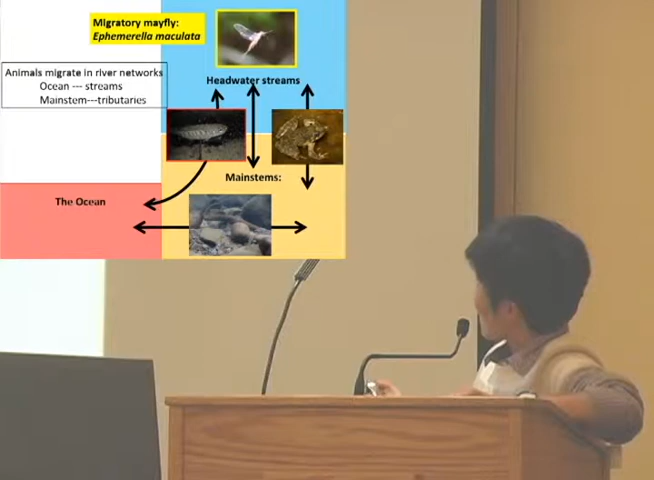 Migratory mayfly:
Ephemerella maculata
Animals migrate in river networks
Ocean --- streams
Mainstem---tributaries
Headwater streams
Mainstems:
The Ocean